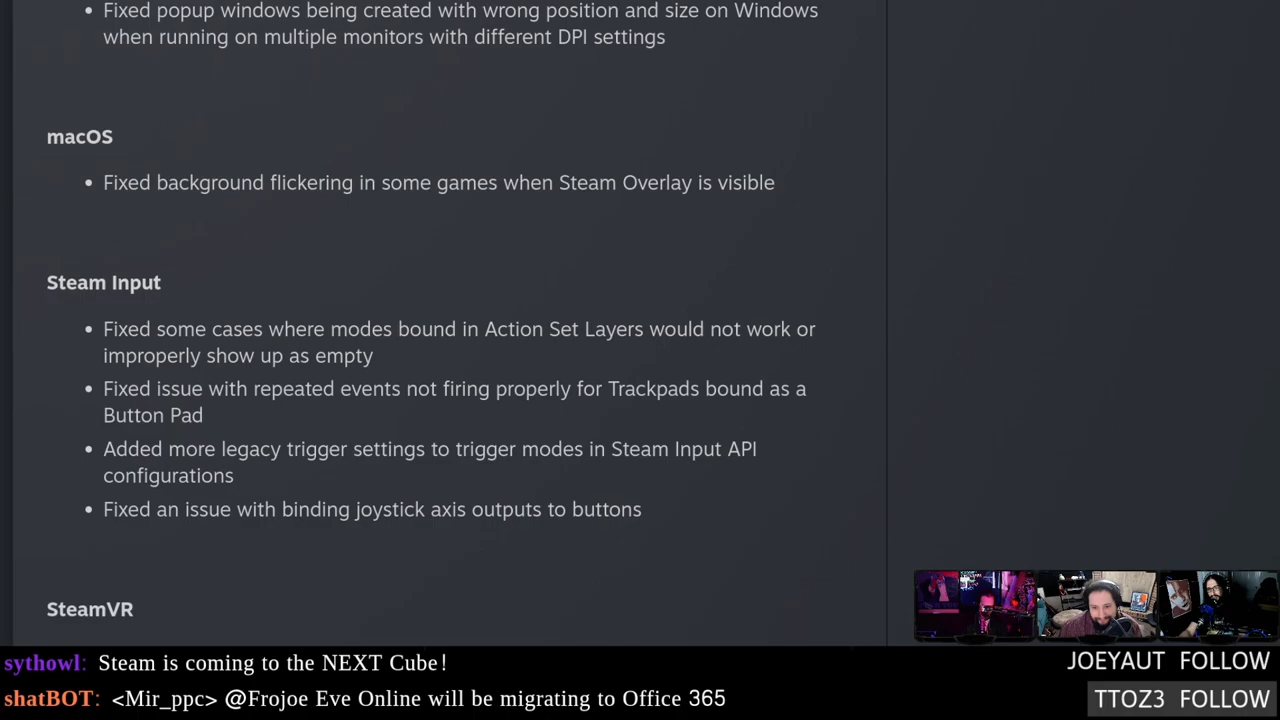 • Fixed popup windows being created with wrong position and size on Windows
when running on multiple monitors with different DPI settings
macOS
• Fixed background flickering in some games when Steam Overlay is visible
Steam Input
• Fixed some cases where modes bound in Action Set Layers would not work or
improperly show up as empty
• Fixed issue with repeated events not firing properly for Trackpads bound as a
Button Pad
• Added more legacy trigger settings to trigger modes in Steam Input API
configurations
• Fixed an issue with binding joystick axis outputs to buttons
SteamVR
sythowl: Steam is coming to the NEXT Cube!
JOEYAUT FOLLOW
shatBOT: <Mir_ppc> @Frojoe Eve Online will be migrating to Office 365
TTOZ3 FOLLOW